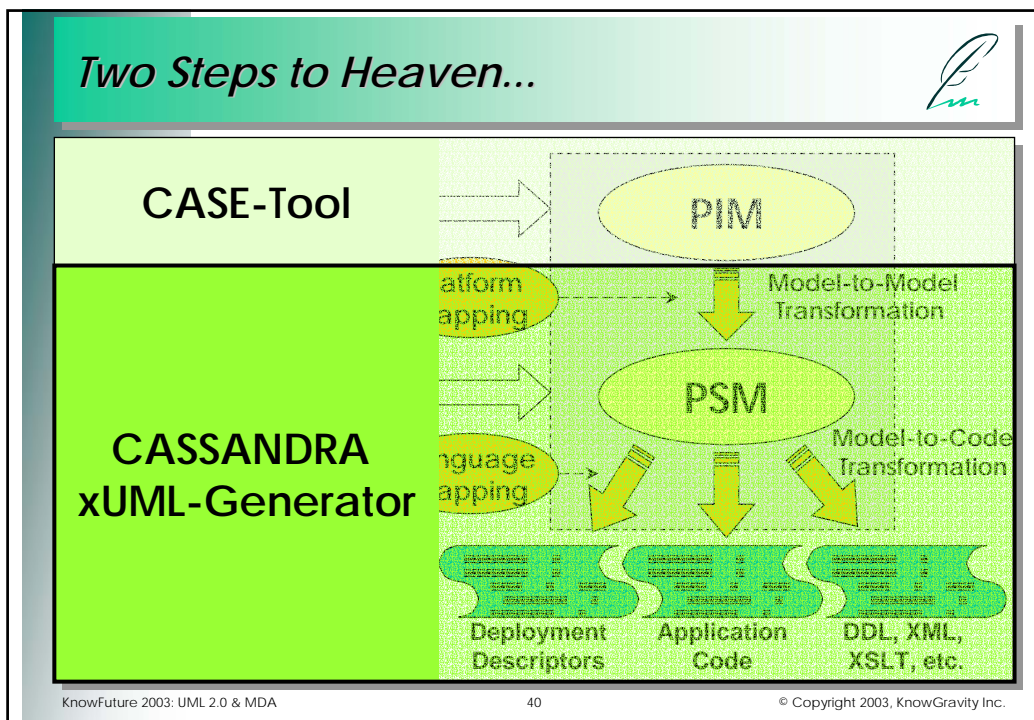 Two Steps to Heaven...
CASE-Tool
PIM
atform
apping
Model-to-Model
Transformation
CASSANDRA
xUML-Generator
PSM
nguage
apping
Model-to-Code
Transformation
Deployment
Descriptors
Application
Code
DDL, XML,
XSLT, etc.
KnowFuture 2003: UML 2.0 & MDA
40
© Copyright 2003, KnowGravity Inc.